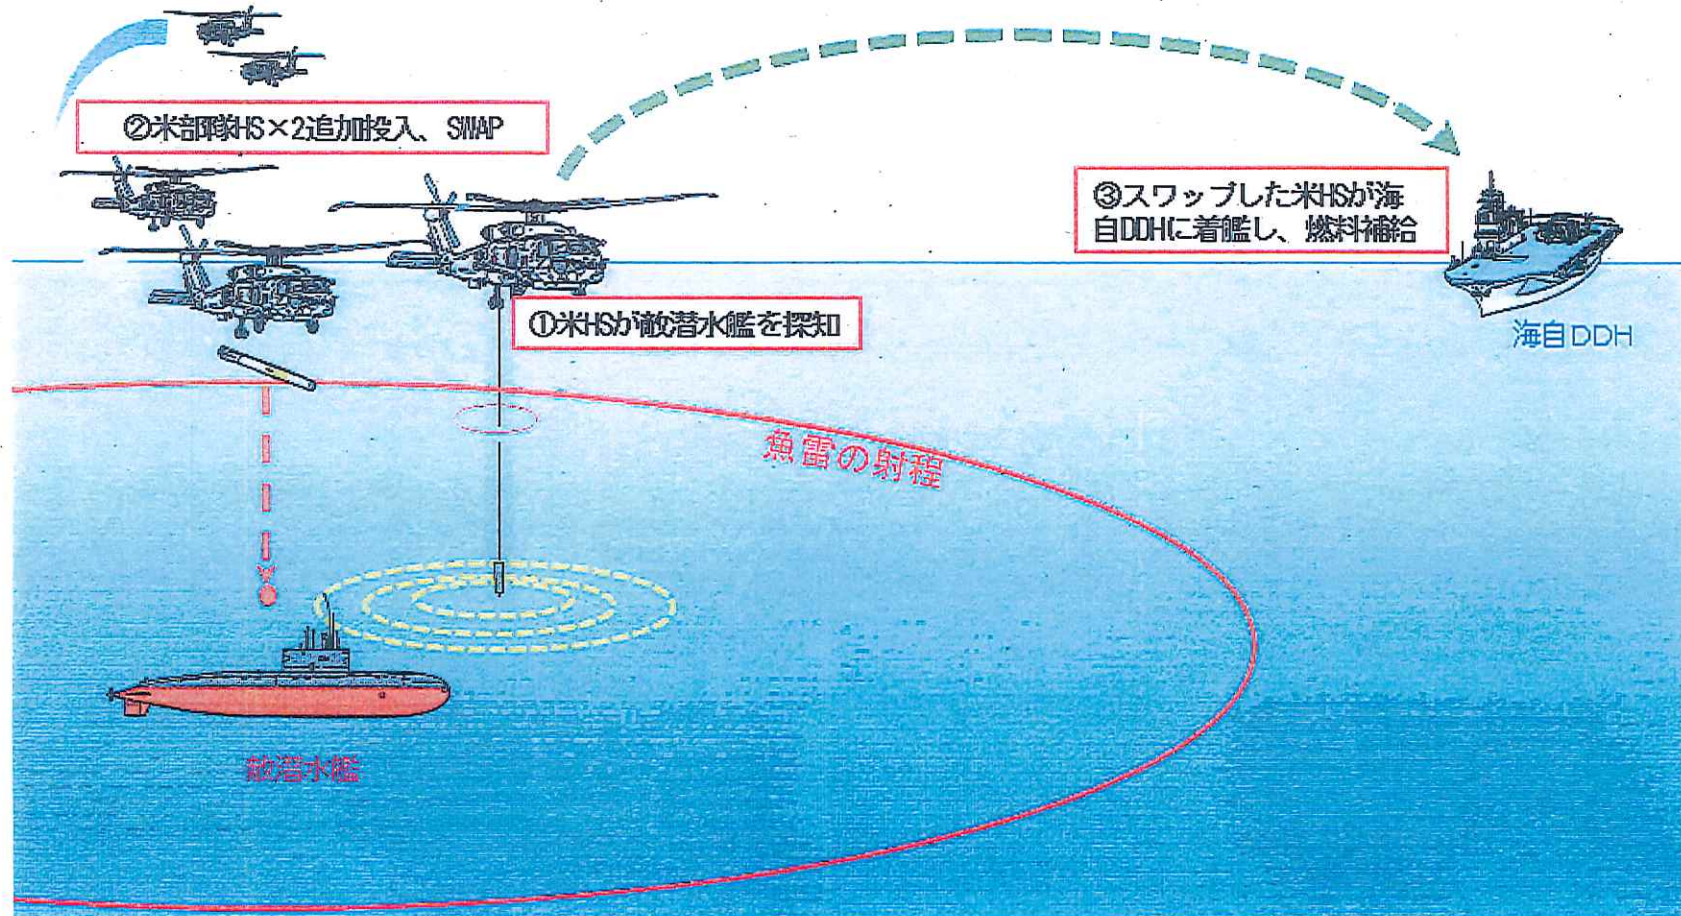 ②米部隊HS×2追加投入、SWAP
③スワップした米HSが海
自DDHに着艦し、燃料補給
①米HSが敵潜水艦を探知
海自DDH
魚雷の射程
敵潜水艦